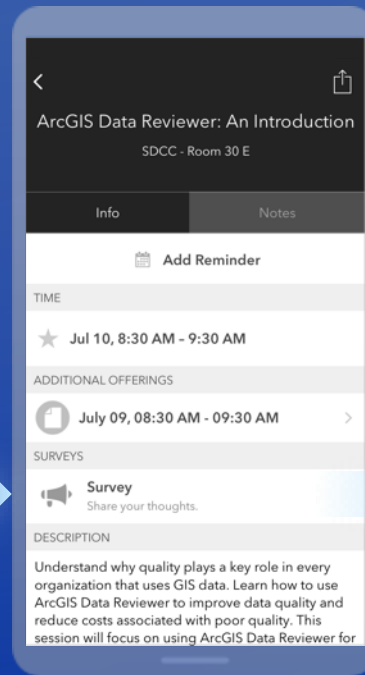 ArcGIS Data Reviewer: An Introduction
SDCC - Room 30 E
Info
Notes
Add Reminder
TIME
Jul 10, 8:30 AM – 9:30 AM
ADDITIONAL OFFERINGS
July 09, 08:30 AM - 09:30 AM
SURVEYS
Survey
Share your thoughts.
DESCRIPTION
Understand why quality plays a key role in every
organization that uses GIS data. Learn how to use
ArcGIS Data Reviewer to improve data quality and
reduce costs associated with poor quality. This
session will focus on using ArcGIS Data Reviewer for